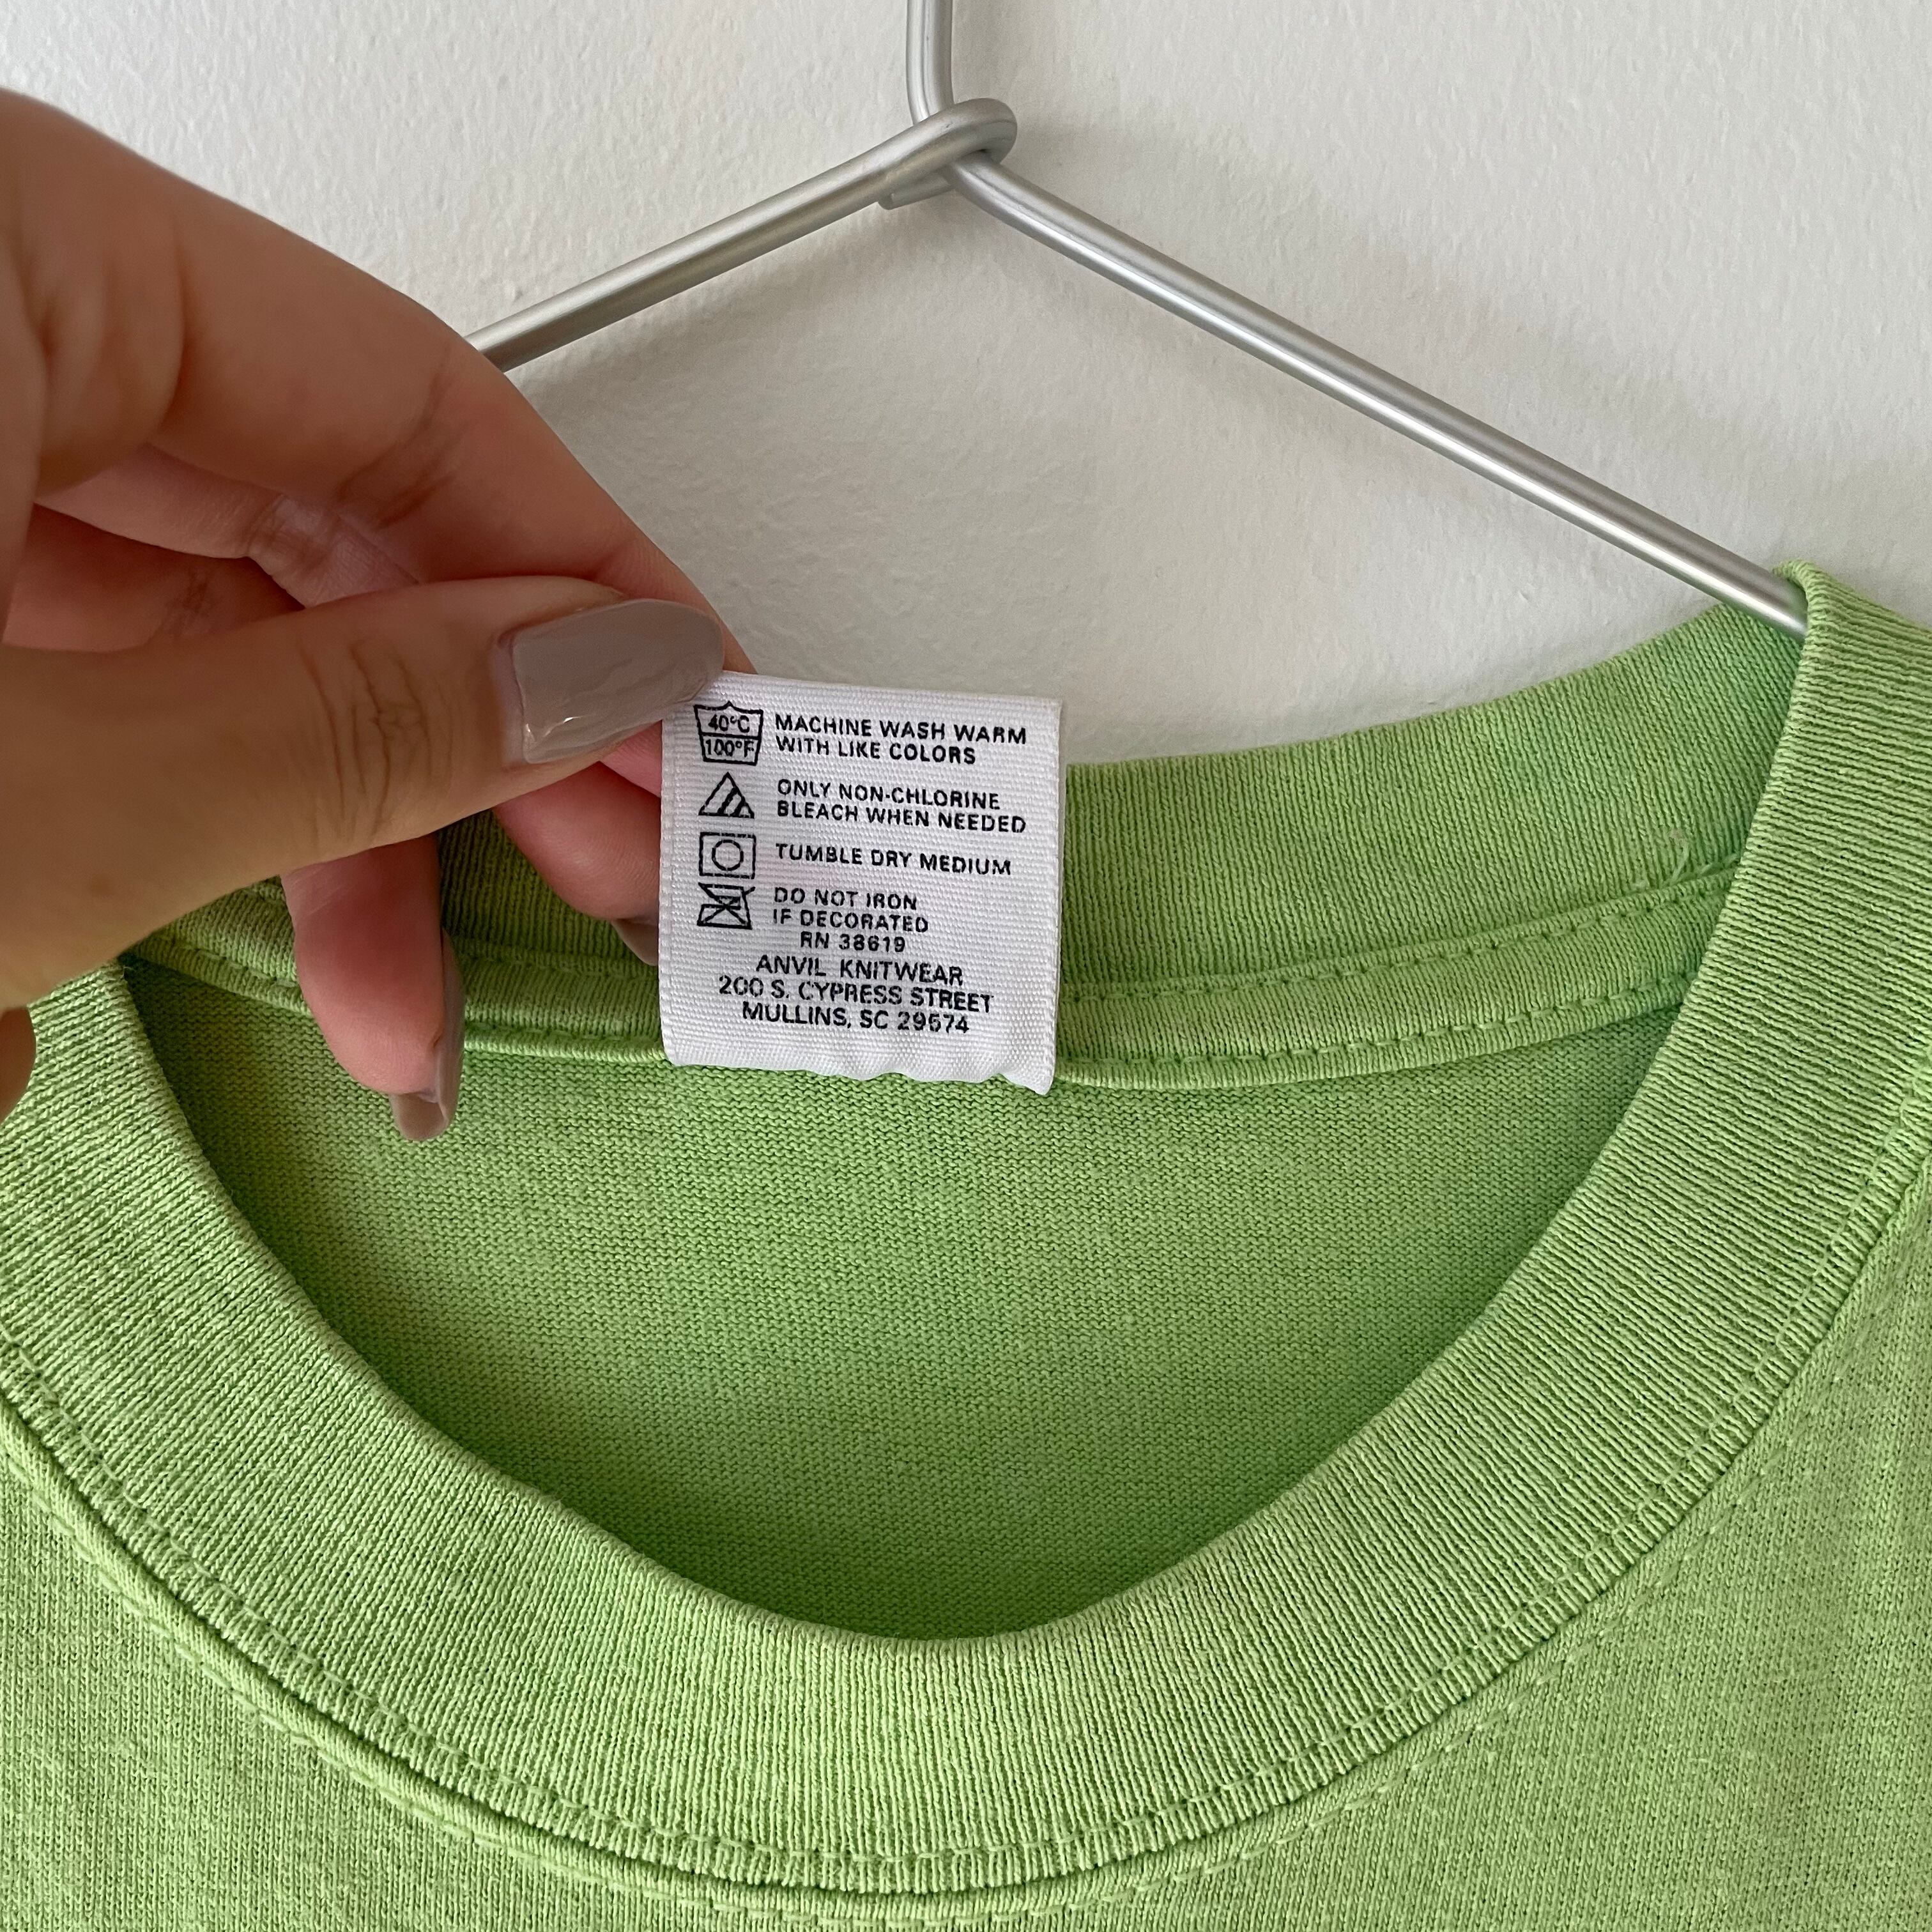 40°C
100°F
MACHINE WASH WARM
WITH LIKE COLORS
ONLY NON-CHLORINE
BLEACH WHEN NEEDED
TUMBLE DRY MEDIUM
DO NOT IRON
IF DECORATED
RN 38619
ANVIL KNITWEAR
200 S. CYPRESS STREET
MULLINS, SC 29574